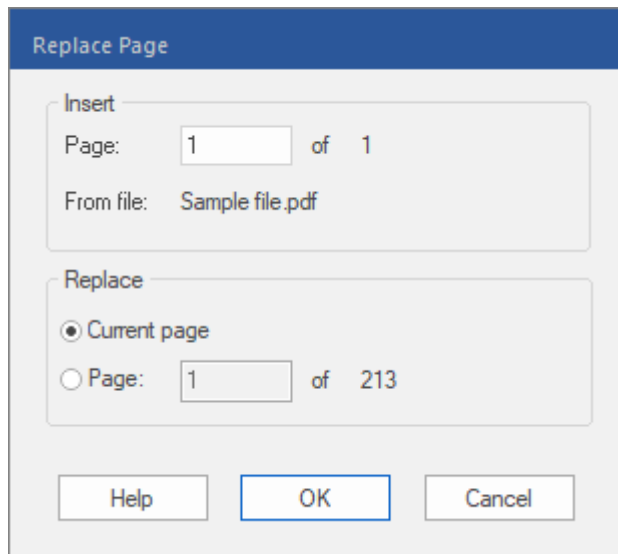 Replace Page
Insert
Page: 1 of 1
From file: Sample file.pdf
Replace
Current page
Page: 1 of 213
Help OK Cancel